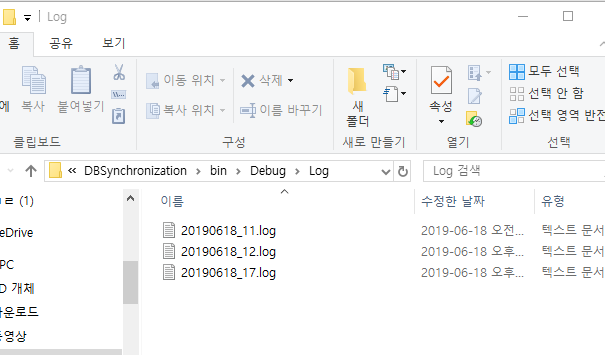 Log
홈 공유 보기
에 복사 붙여넣기 이동 위치 복사 위치 삭제 이름 바꾸기 새 폴더 속성 모두 선택 선택 안 함 선택 영역 반전
클립보드 구성 새로 만들기 열기 선택
« DBSynchronization > bin > Debug > Log Log 검색
이름 수정한 날짜 유형
20190618_11.log 2019-06-18 오전... 텍스트 문서
20190618_12.log 2019-06-18 오후... 텍스트 문서
20190618_17.log 2019-06-18 오후... 텍스트 문서
(1)
eDrive
PC
D 개체
운로드
영상